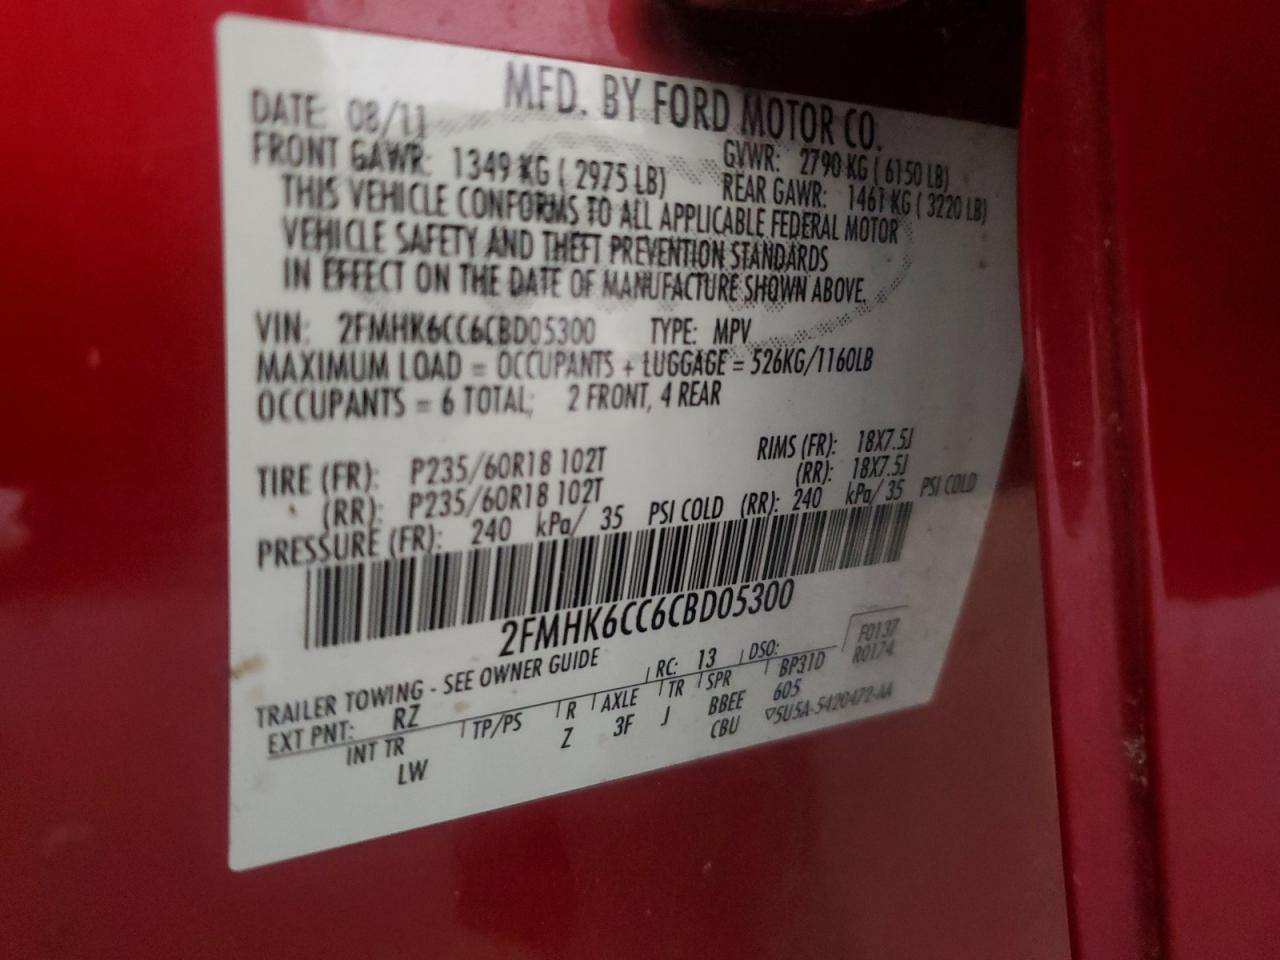 MFD. BY FORD MOTOR CO.
DATE: 08/11 GVWR: 2790 KG ( 6150 LB)
FRONT GAWR: 1349 KG ( 2975 LB) REAR GAWR: 1461 KG ( 3220 LB)
THIS VEHICLE CONFORMS TO ALL APPLICABLE FEDERAL MOTOR
VEHICLE SAFETY AND THEFT PREVENTION STANDARDS
IN EFFECT ON THE DATE OF MANUFACTURE SHOWN ABOVE.
VIN: 2FMHK6CC6CBD05300 TYPE: MPV
MAXIMUM LOAD = OCCUPANTS + LUGGAGE = 526KG/1160LB
OCCUPANTS = 6 TOTAL; 2 FRONT, 4 REAR
TIRE (FR): P235/60R18 102T RIMS (FR): 18X7.5J
(RR): P235/60R18 102T (RR): 18X7.5J
PRESSURE (FR): 240 kPa/ 35 PSI COLD (RR): 240 kPa/ 35 PSI COLD
2FMHK6CC6CBD05300
F0137
R0174
TRAILER TOWING - SEE OWNER GUIDE RC: 13 DSO:
EXT PNT: RZ BP31D
INT TR TP/PS R AXLE TR SPR 605
LW Z 3F J BBEE
CBU ▽5U5A-5420472-AA